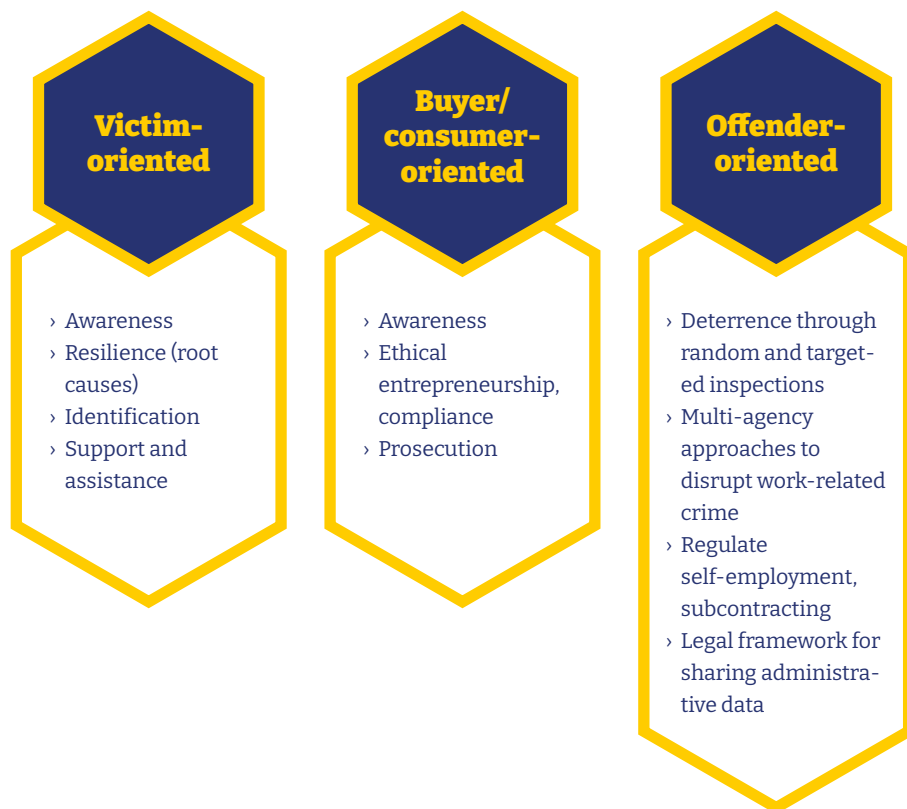 Victim-
oriented
› Awareness
› Resilience (root
causes)
› Identification
› Support and
assistance
Buyer/
consumer-
oriented
› Awareness
› Ethical
entrepreneurship,
compliance
› Prosecution
Offender-
oriented
› Deterrence through
random and target-
ed inspections
› Multi-agency
approaches to
disrupt work-related
crime
› Regulate
self-employment,
subcontracting
› Legal framework for
sharing administra-
tive data